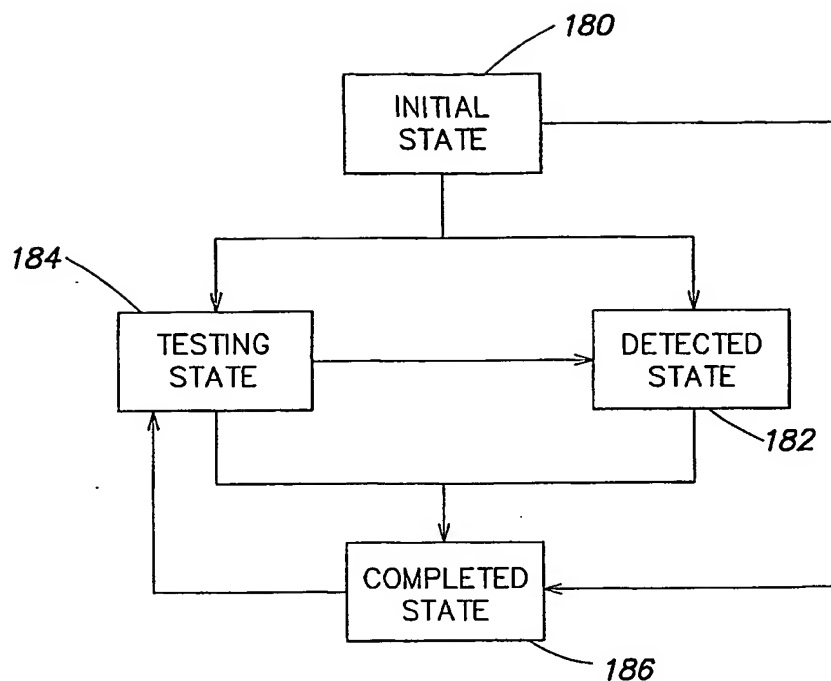 180
INITIAL
STATE
184
TESTING
STATE
DETECTED
STATE
182
COMPLETED
STATE
186